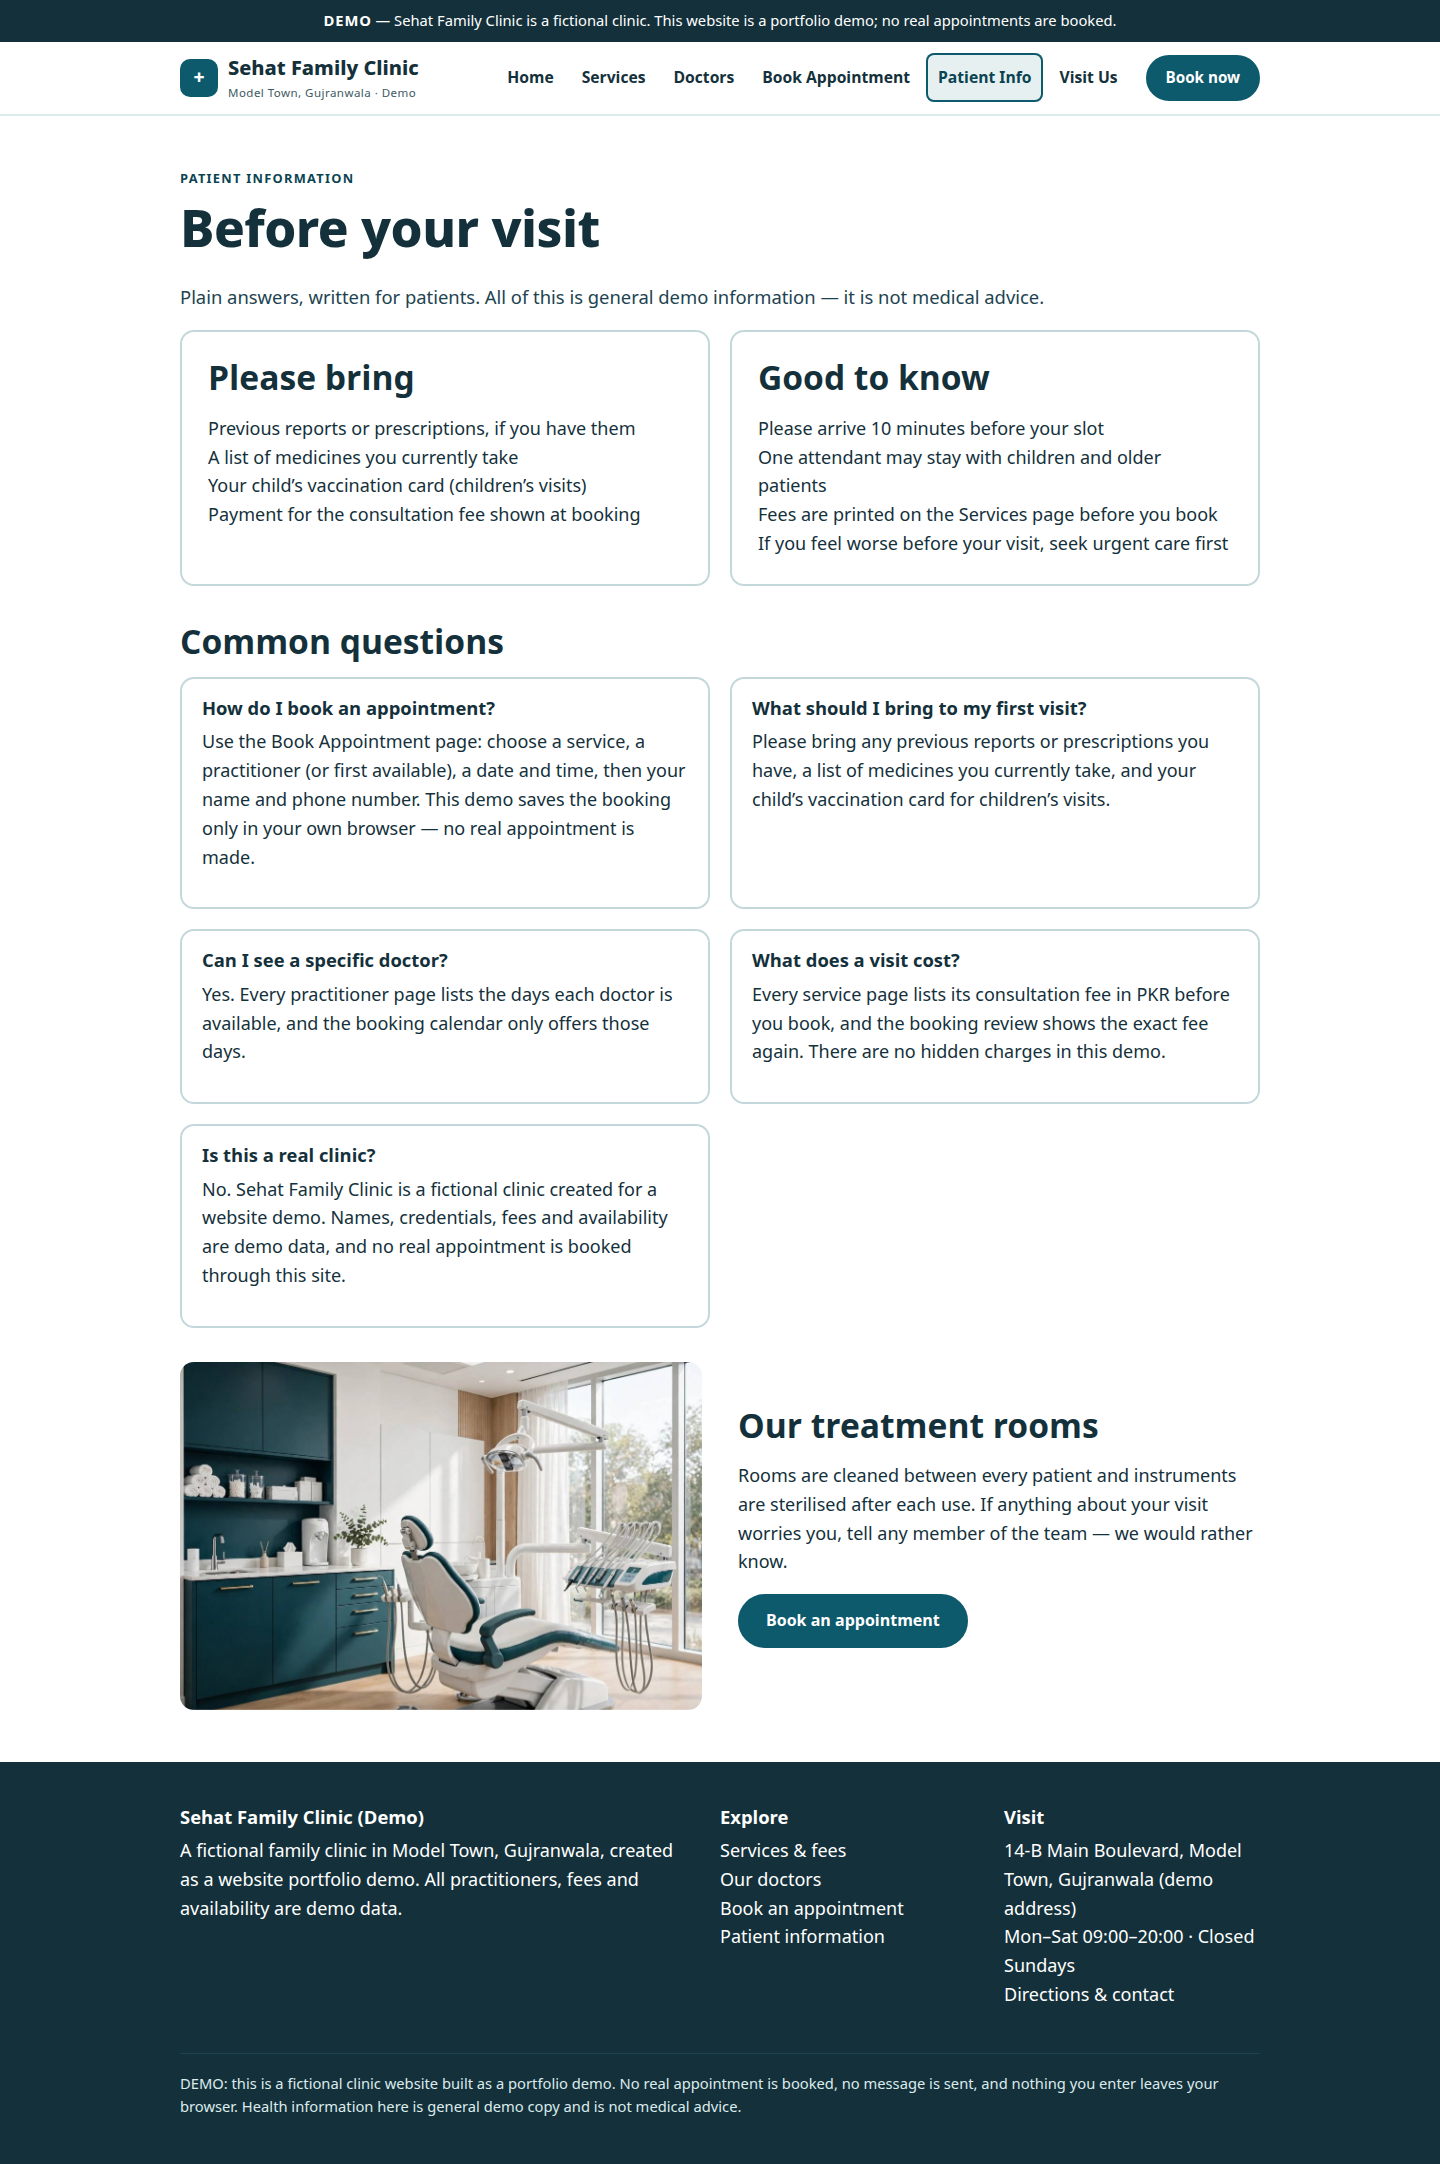 DEMO — Sehat Family Clinic is a fictional clinic. This website is a portfolio demo; no real appointments are booked.
+
Sehat Family Clinic
Model Town, Gujranwala · Demo
Home
Services
Doctors
Book Appointment
Patient Info
Visit Us
Book now
PATIENT INFORMATION
Before your visit
Plain answers, written for patients. All of this is general demo information — it is not medical advice.
Please bring
Previous reports or prescriptions, if you have them
A list of medicines you currently take
Your child’s vaccination card (children’s visits)
Payment for the consultation fee shown at booking
Good to know
Please arrive 10 minutes before your slot
One attendant may stay with children and older
patients
Fees are printed on the Services page before you book
If you feel worse before your visit, seek urgent care first
Common questions
How do I book an appointment?
Use the Book Appointment page: choose a service, a
practitioner (or first available), a date and time, then your
name and phone number. This demo saves the booking
only in your own browser — no real appointment is
made.
What should I bring to my first visit?
Please bring any previous reports or prescriptions you
have, a list of medicines you currently take, and your
child’s vaccination card for children’s visits.
Can I see a specific doctor?
Yes. Every practitioner page lists the days each doctor is
available, and the booking calendar only offers those
days.
What does a visit cost?
Every service page lists its consultation fee in PKR before
you book, and the booking review shows the exact fee
again. There are no hidden charges in this demo.
Is this a real clinic?
No. Sehat Family Clinic is a fictional clinic created for a
website demo. Names, credentials, fees and availability
are demo data, and no real appointment is booked
through this site.
Our treatment rooms
Rooms are cleaned between every patient and instruments
are sterilised after each use. If anything about your visit
worries you, tell any member of the team — we would rather
know.
Book an appointment
Sehat Family Clinic (Demo)
A fictional family clinic in Model Town, Gujranwala, created
as a website portfolio demo. All practitioners, fees and
availability are demo data.
Explore
Services & fees
Our doctors
Book an appointment
Patient information
Visit
14-B Main Boulevard, Model
Town, Gujranwala (demo
address)
Mon–Sat 09:00–20:00 · Closed
Sundays
Directions & contact
DEMO: this is a fictional clinic website built as a portfolio demo. No real appointment is booked, no message is sent, and nothing you enter leaves your
browser. Health information here is general demo copy and is not medical advice.